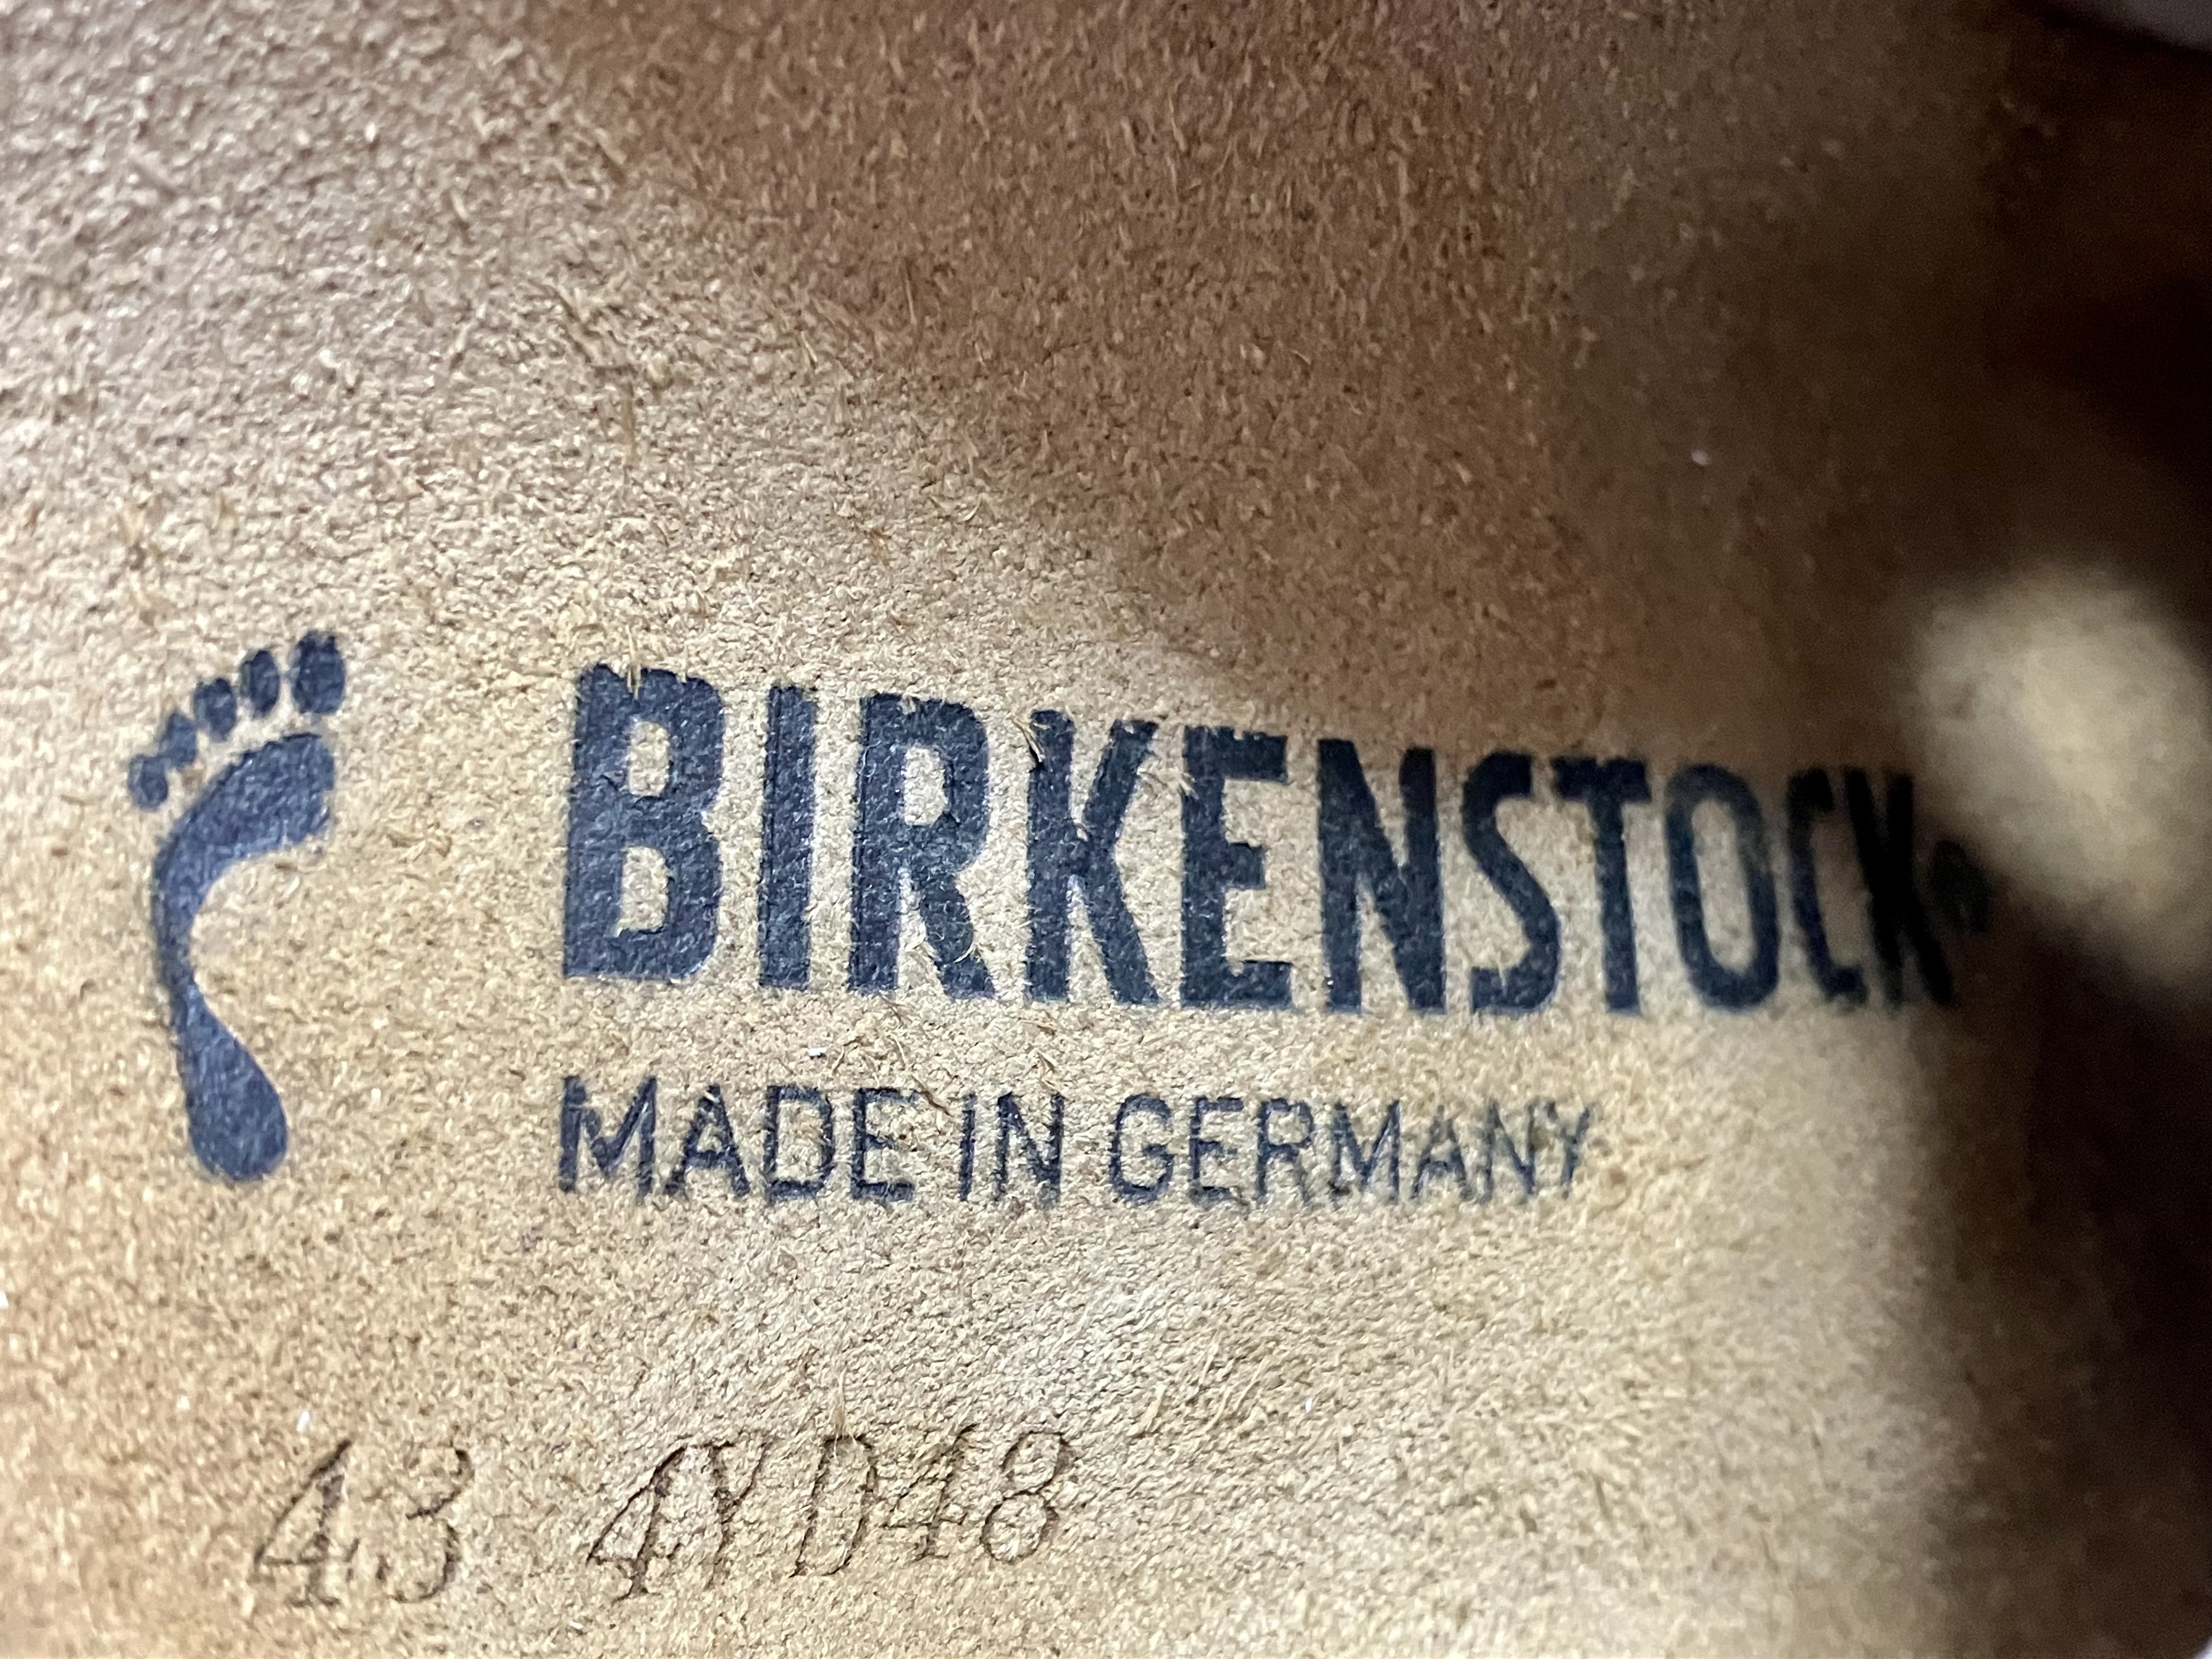 BIRKENSTOCK®
MADE IN GERMANY
43 4YD48